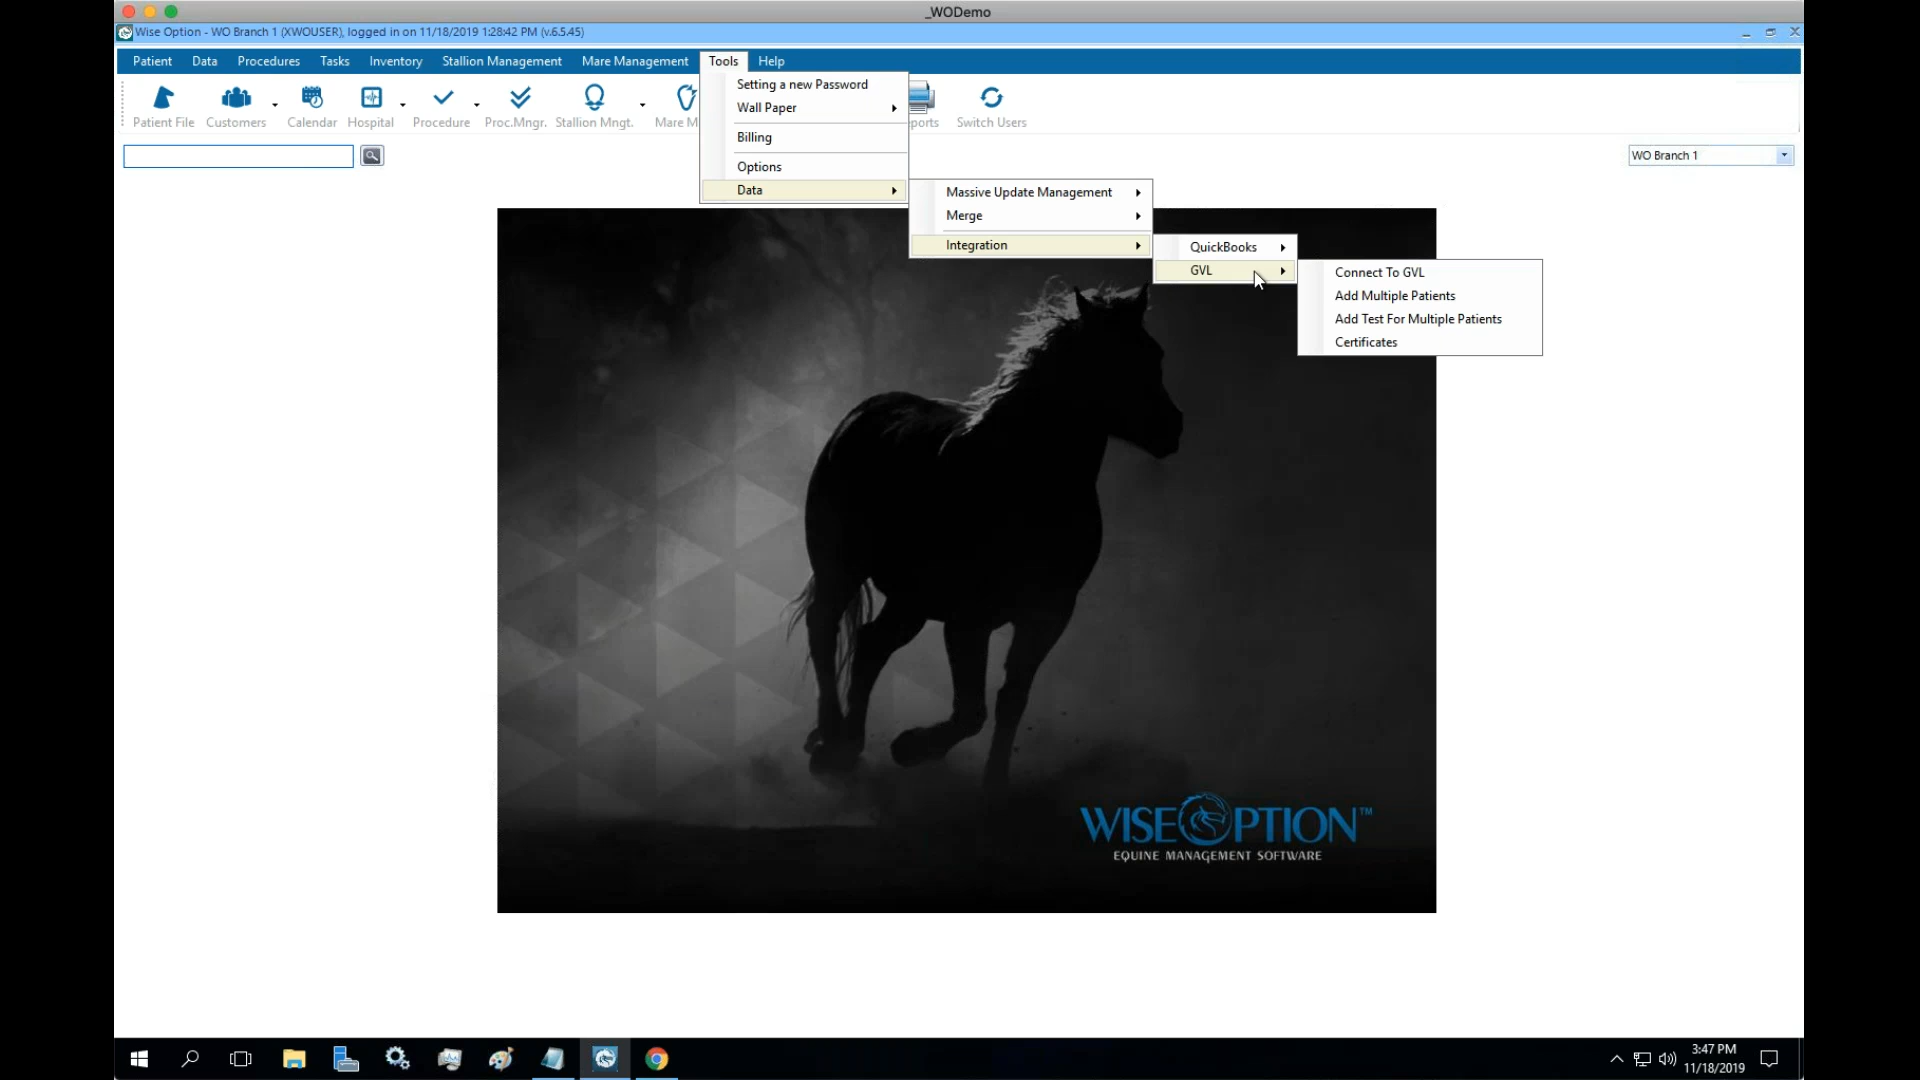 _WODemo
Wise Option - WO Branch 1 (XWOUSER), logged in on 11/18/2019 1:28:42 PM (v.6.5.45)
Patient Data Procedures Tasks Inventory Stallion Management Mare Management Tools Help
Patient File Customers Calendar Hospital Procedure Proc.Mngr. Stallion Mngt. Mare M ports Switch Users
WO Branch 1
Setting a new Password
Wall Paper
Billing
Options
Data
Massive Update Management
Merge
Integration
QuickBooks
GVL
Connect To GVL
Add Multiple Patients
Add Test For Multiple Patients
Certificates
WISE OPTION™
EQUINE MANAGEMENT SOFTWARE
3:47 PM
11/18/2019